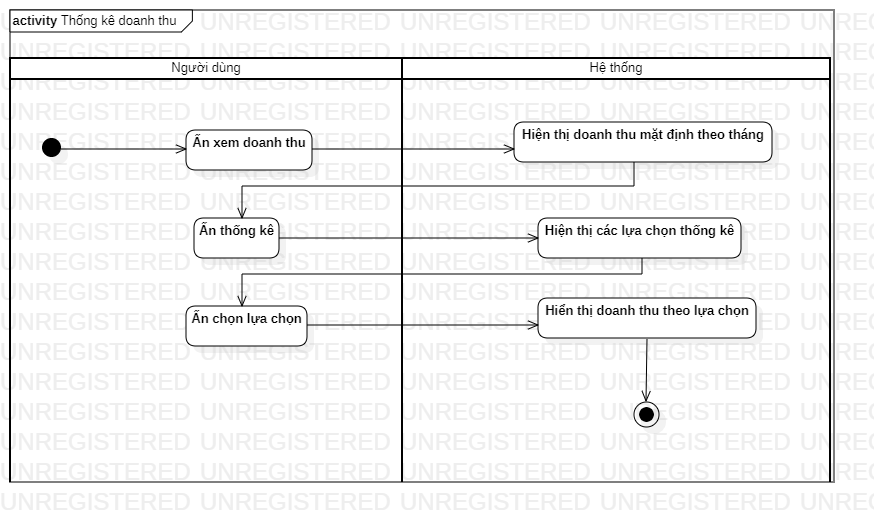 activity Thống kê doanh thu
Người dùng
Hệ thống
Ấn xem doanh thu
Hiện thị doanh thu mặt định theo tháng
Ấn thống kê
Hiện thị các lựa chọn thống kê
Ấn chọn lựa chọn
Hiển thị doanh thu theo lựa chọn
UNREGISTERED